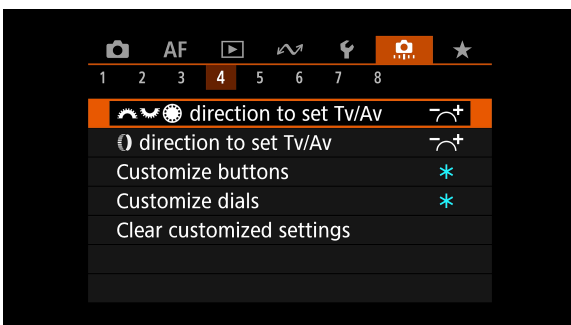 AF
1 2 3 4 5 6 7 8
direction to set Tv/Av -+
direction to set Tv/Av -+
Customize buttons *
Customize dials *
Clear customized settings